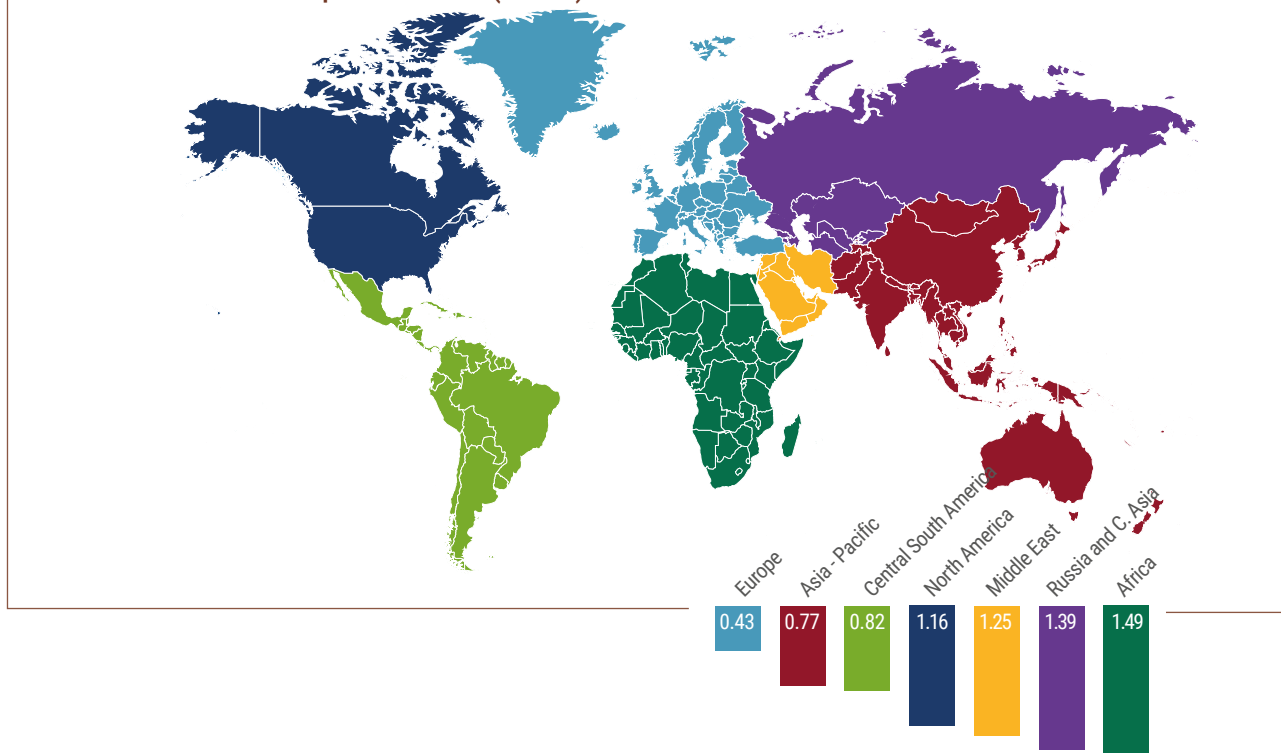 Europe
Asia - Pacific
Central South America
North America
Middle East
Russia and C. Asia
Africa
0.43
0.77
0.82
1.16
1.25
1.39
1.49